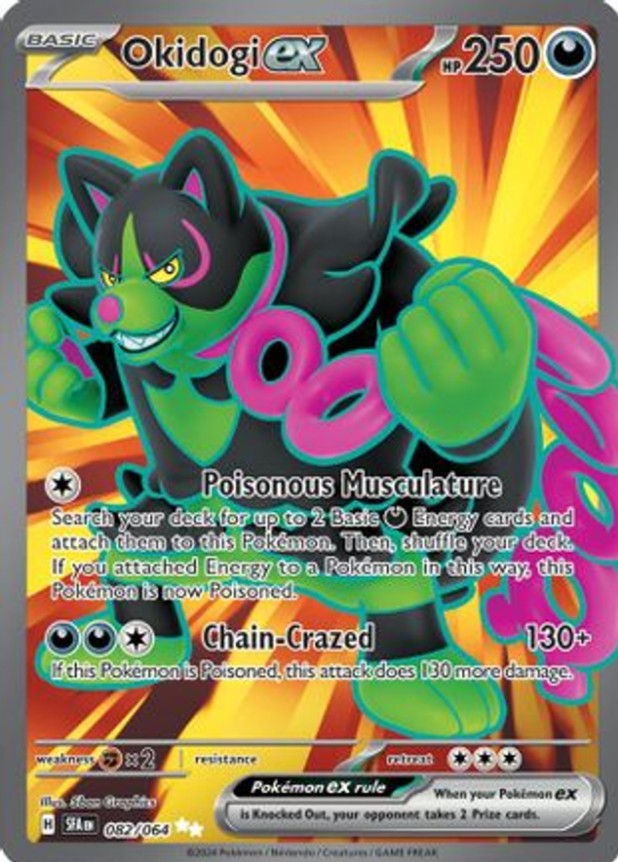 BASIC
Okidogi ex HP 250
Poisonous Musculature
Search your deck for up to 2 Basic Energy cards and
attach them to this Pokémon. Then, shuffle your deck.
If you attached Energy to a Pokémon in this way, this
Pokémon is now Poisoned.
Chain-Crazed 130+
If this Pokémon is Poisoned, this attack does 130 more damage.
weakness ×2 resistance retreat
Pokémon ex rule When your Pokémon ex
is Knocked Out, your opponent takes 2 Prize cards.
Illus. 5ban Graphics
H SFA EN 082/064
©2024 Pokémon / Nintendo / Creatures / GAME FREAK